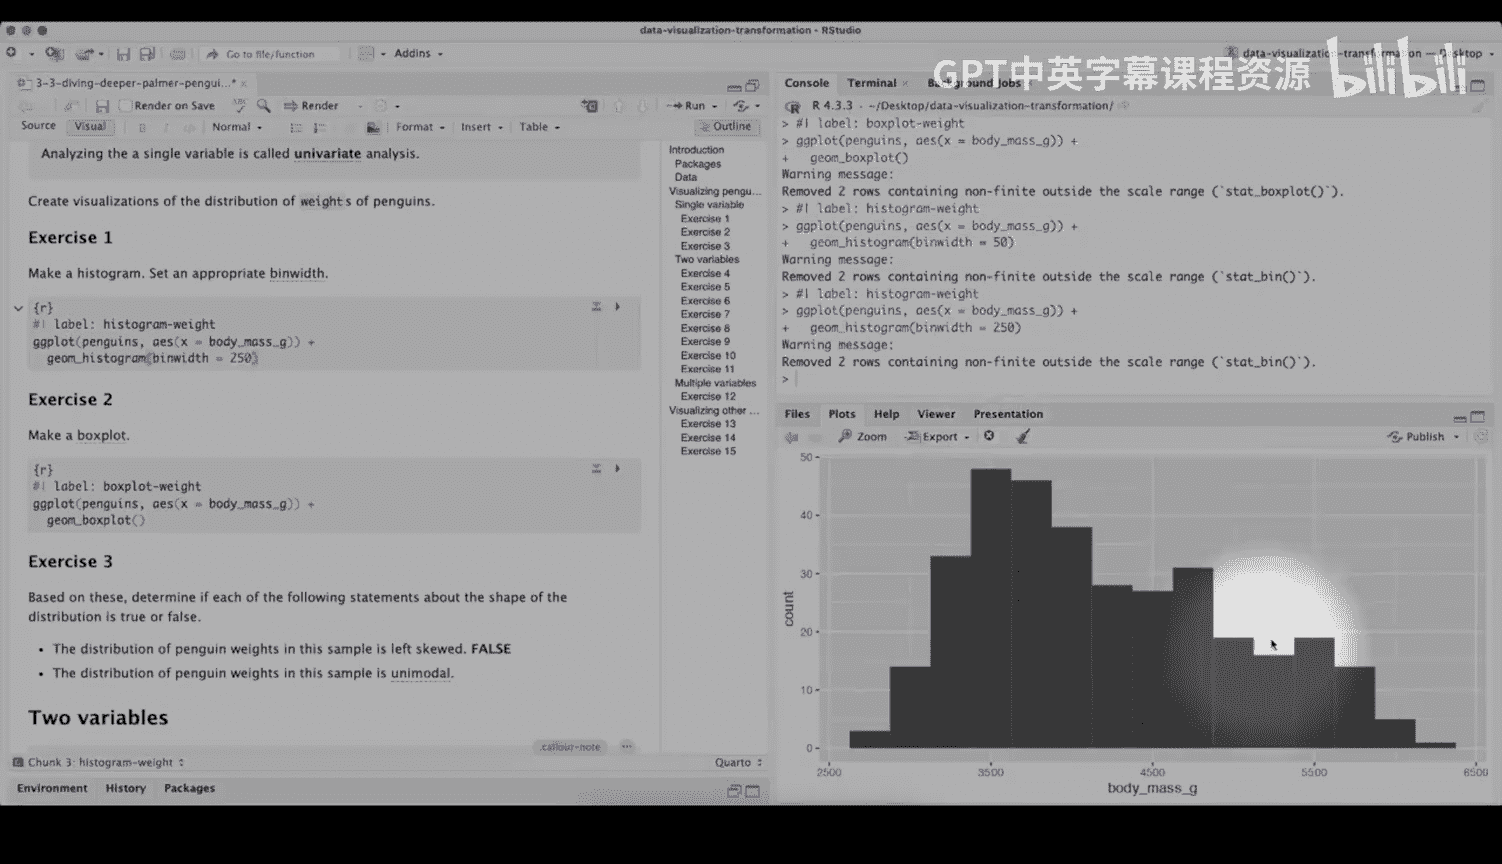 data-visualization-transformation - RStudio
Go to file/function
Addins
data-visualization-transformation — Desktop
GPT中英字幕课程资源
bilibili
3-3-diving-deeper-palmer-pengui...*
Render on Save
Render
Run
Source
Visual
B
Normal
Format
Insert
Table
Outline
Analyzing the a single variable is called univariate analysis.
Create visualizations of the distribution of weights of penguins.
Exercise 1
Make a histogram. Set an appropriate binwidth.
{r}
#| label: histogram-weight
ggplot(penguins, aes(x = body_mass_g)) +
geom_histogram(binwidth = 250)
Exercise 2
Make a boxplot.
{r}
#| label: boxplot-weight
ggplot(penguins, aes(x = body_mass_g)) +
geom_boxplot()
Exercise 3
Based on these, determine if each of the following statements about the shape of the
distribution is true or false.
• The distribution of penguin weights in this sample is left skewed. FALSE
• The distribution of penguin weights in this sample is unimodal.
Two variables
.callout-note
Chunk 3: histogram-weight
Quarto
Environment
History
Packages
Introduction
Packages
Data
Visualizing pengu...
Single variable
Exercise 1
Exercise 2
Exercise 3
Two variables
Exercise 4
Exercise 5
Exercise 6
Exercise 7
Exercise 8
Exercise 9
Exercise 10
Exercise 11
Multiple variables
Exercise 12
Visualizing other ...
Exercise 13
Exercise 14
Exercise 15
Console
Terminal
Background Jobs
R 4.3.3 · ~/Desktop/data-visualization-transformation/
> #| label: boxplot-weight
> ggplot(penguins, aes(x = body_mass_g)) +
+ geom_boxplot()
Warning message:
Removed 2 rows containing non-finite outside the scale range (`stat_boxplot()`).
> #| label: histogram-weight
> ggplot(penguins, aes(x = body_mass_g)) +
+ geom_histogram(binwidth = 50)
Warning message:
Removed 2 rows containing non-finite outside the scale range (`stat_bin()`).
> #| label: histogram-weight
> ggplot(penguins, aes(x = body_mass_g)) +
+ geom_histogram(binwidth = 250)
Warning message:
Removed 2 rows containing non-finite outside the scale range (`stat_bin()`).
>
Files
Plots
Help
Viewer
Presentation
Zoom
Export
Publish
50
40
30
20
10
0
count
2500
3500
4500
5500
6500
body_mass_g